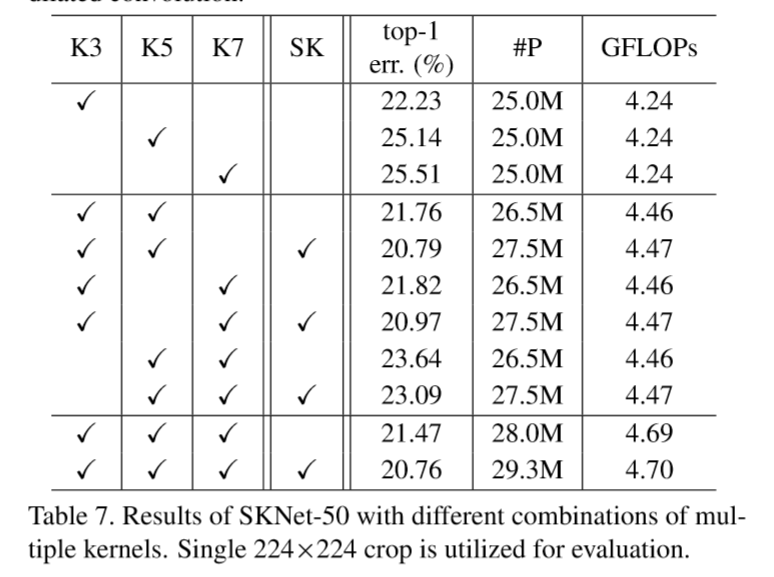 K3 K5 K7 SK top-1 err. (%) #P GFLOPs
✓ 22.23 25.0M 4.24
✓ 25.14 25.0M 4.24
✓ 25.51 25.0M 4.24
✓ ✓ 21.76 26.5M 4.46
✓ ✓ ✓ 20.79 27.5M 4.47
✓ ✓ 21.82 26.5M 4.46
✓ ✓ ✓ 20.97 27.5M 4.47
✓ ✓ 23.64 26.5M 4.46
✓ ✓ ✓ 23.09 27.5M 4.47
✓ ✓ ✓ 21.47 28.0M 4.69
✓ ✓ ✓ ✓ 20.76 29.3M 4.70
Table 7. Results of SKNet-50 with different combinations of mul-
tiple kernels. Single 224×224 crop is utilized for evaluation.